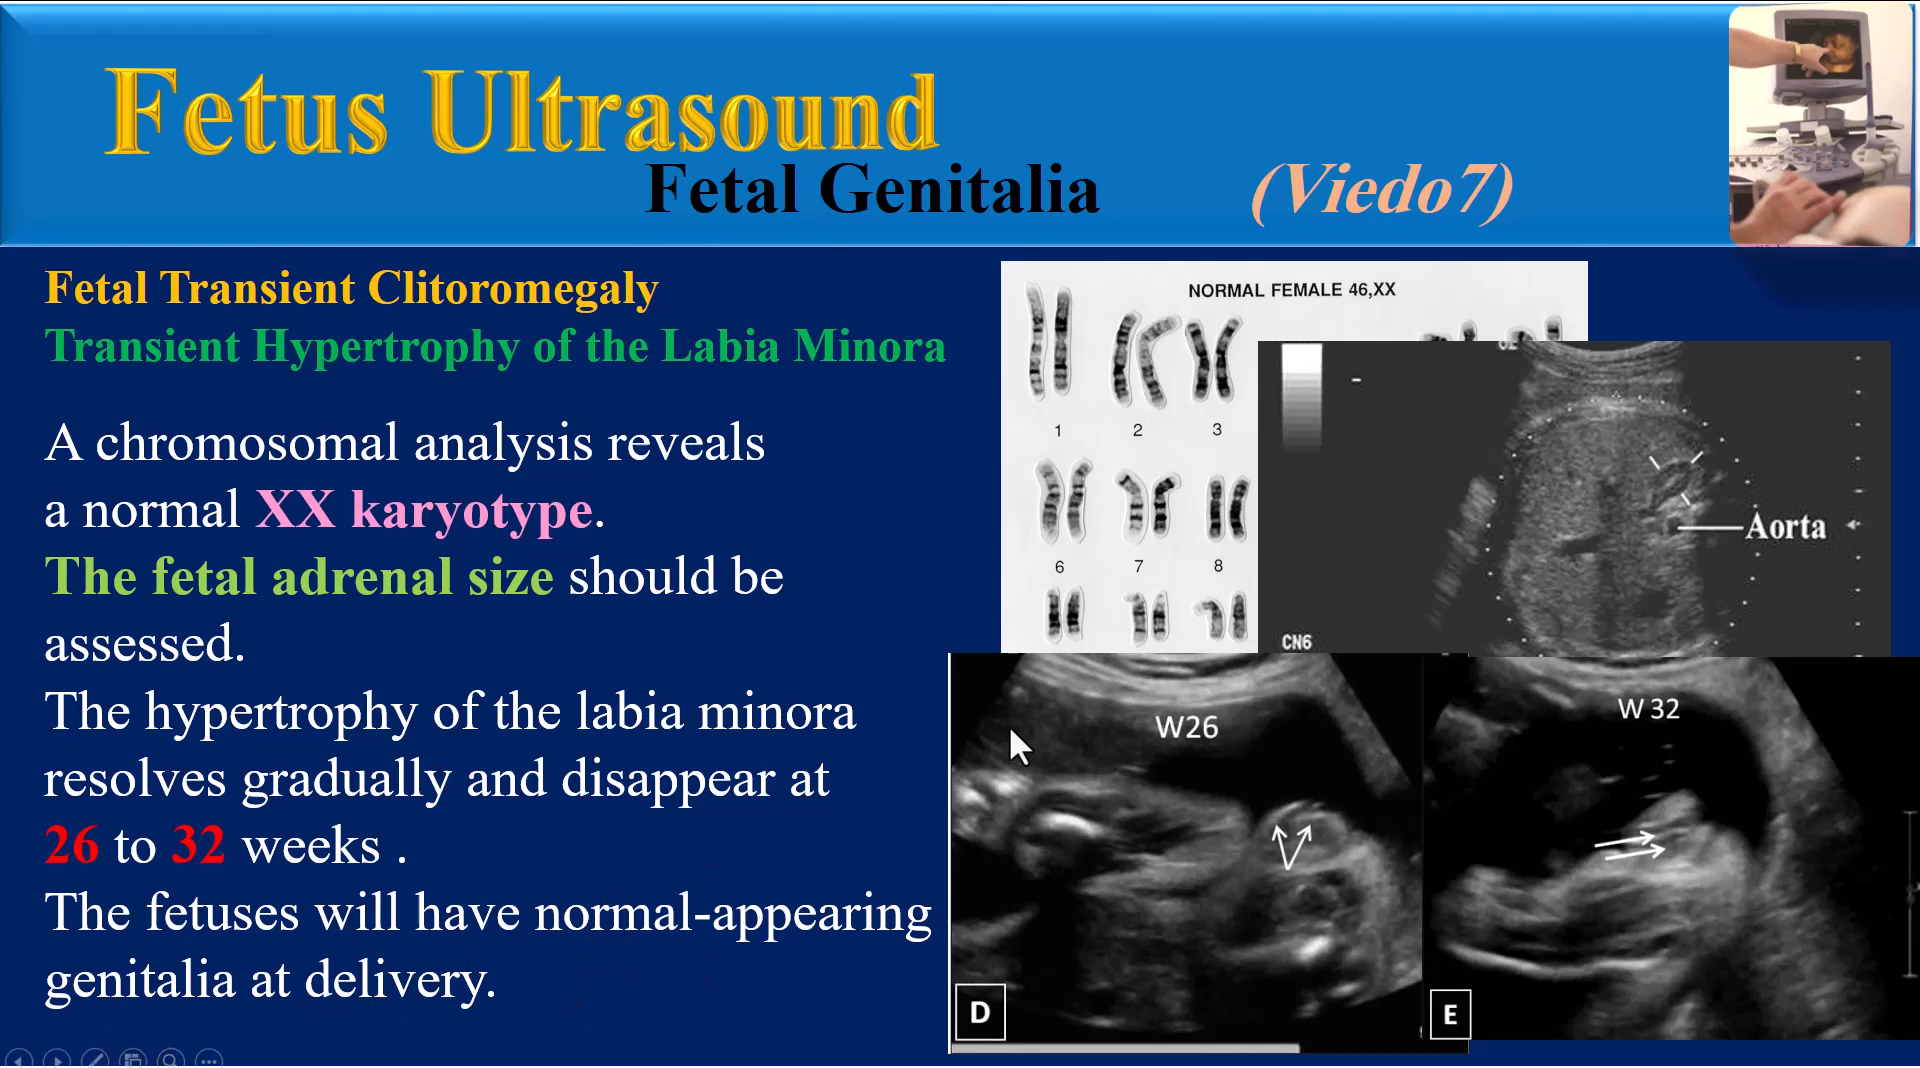 Fetus Ultrasound
Fetal Genitalia
(Viedo7)
Fetal Transient Clitoromegaly
Transient Hypertrophy of the Labia Minora
A chromosomal analysis reveals
a normal XX karyotype.
The fetal adrenal size should be
assessed.
The hypertrophy of the labia minora
resolves gradually and disappear at
26 to 32 weeks .
The fetuses will have normal-appearing
genitalia at delivery.
NORMAL FEMALE 46,XX
1 2 3
6 7 8
Aorta
CN6
W26
D
W 32
E